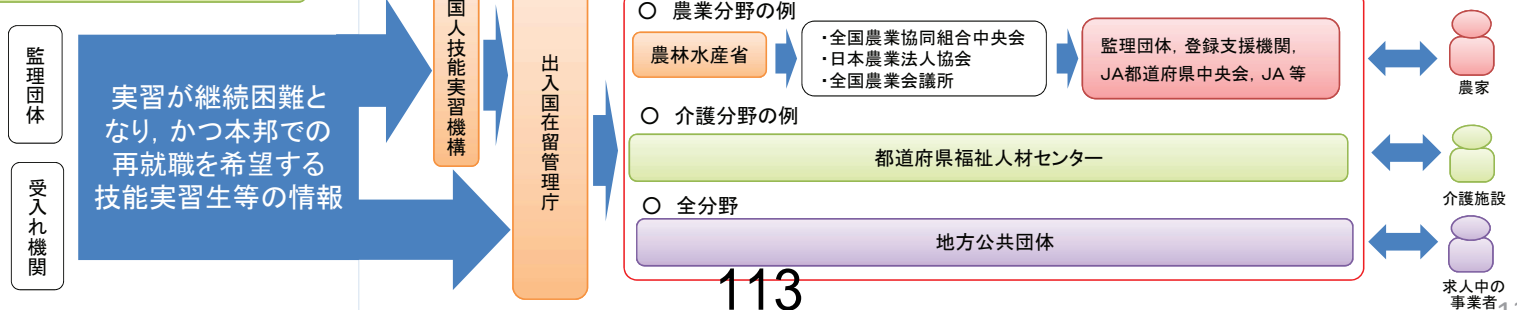 監理団体
受入れ機関
実習が継続困難と
なり，かつ本邦での
再就職を希望する
技能実習生等の情報
国人技能実習機構
出入国在留管理庁
○ 農業分野の例
農林水産省
・全国農業協同組合中央会
・日本農業法人協会
・全国農業会議所
監理団体，登録支援機関，
JA都道府県中央会，JA 等
農家
○ 介護分野の例
都道府県福祉人材センター
介護施設
○ 全分野
地方公共団体
求人中の
事業者
113